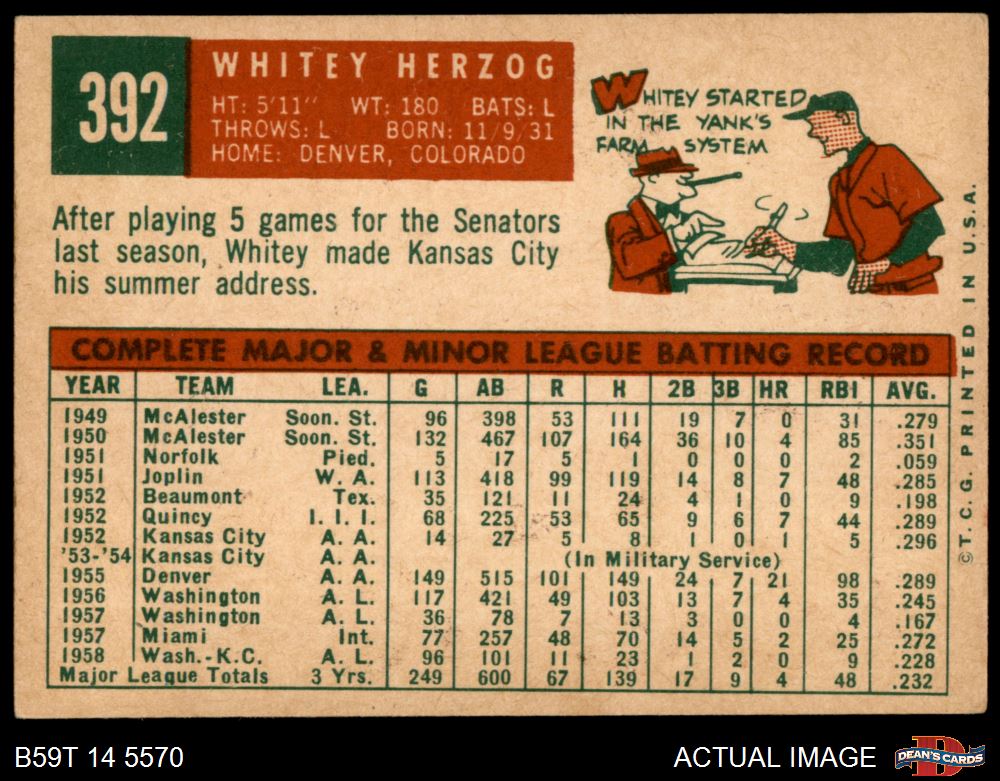 392
WHITEY HERZOG
HT: 5'11" WT: 180 BATS: L
THROWS: L BORN: 11/9/31
HOME: DENVER, COLORADO
WHITEY STARTED
IN THE YANK'S
FARM SYSTEM
After playing 5 games for the Senators
last season, Whitey made Kansas City
his summer address.
COMPLETE MAJOR & MINOR LEAGUE BATTING RECORD
YEAR TEAM LEA. G AB R H 2B 3B HR RBI AVG.
1949 McAlester Soon. St. 96 398 53 111 19 7 0 31 .279
1950 McAlester Soon. St. 132 467 107 164 36 10 4 85 .351
1951 Norfolk Pied. 5 17 5 1 0 0 0 2 .059
1951 Joplin W. A. 113 418 99 119 14 8 7 48 .285
1952 Beaumont Tex. 35 121 11 24 4 1 0 9 .198
1952 Quincy I. I. I. 68 225 53 65 9 6 7 44 .289
1952 Kansas City A. A. 14 27 5 8 1 0 1 5 .296
'53-'54 Kansas City A. A. (In Military Service)
1955 Denver A. A. 149 515 101 149 24 7 21 98 .289
1956 Washington A. L. 117 421 49 103 13 7 4 35 .245
1957 Washington A. L. 36 78 7 13 3 0 0 4 .167
1957 Miami Int. 77 257 48 70 14 5 2 25 .272
1958 Wash.-K.C. A. L. 96 101 11 23 1 2 0 9 .228
Major League Totals 3 Yrs. 249 600 67 139 17 9 4 48 .232
© T. C. G. PRINTED IN U.S.A.
B59T 14 5570
ACTUAL IMAGE
D
DEAN'S CARDS